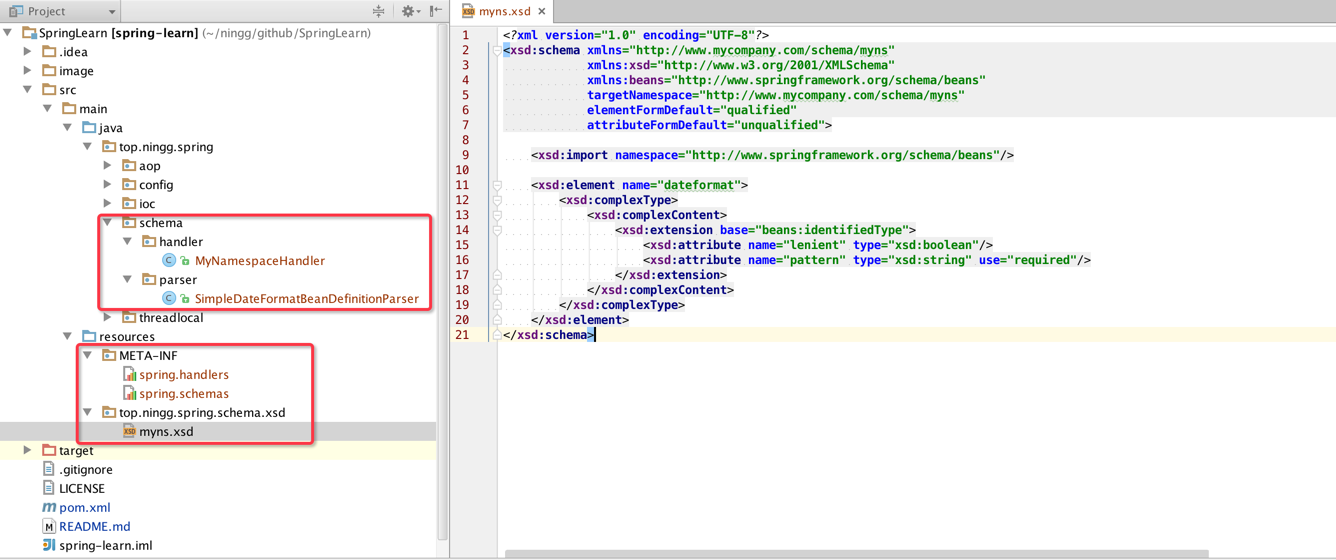 Project
SpringLearn [spring-learn] (~/ningg/github/SpringLearn)
.idea
image
src
main
java
top.ningg.spring
aop
config
ioc
schema
handler
MyNamespaceHandler
parser
SimpleDateFormatBeanDefinitionParser
threadlocal
resources
META-INF
spring.handlers
spring.schemas
top.ningg.spring.schema.xsd
myns.xsd
target
.gitignore
LICENSE
pom.xml
README.md
spring-learn.iml
myns.xsd
1 <?xml version="1.0" encoding="UTF-8"?>
2 <xsd:schema xmlns="http://www.mycompany.com/schema/myns"
3 xmlns:xsd="http://www.w3.org/2001/XMLSchema"
4 xmlns:beans="http://www.springframework.org/schema/beans"
5 targetNamespace="http://www.mycompany.com/schema/myns"
6 elementFormDefault="qualified"
7 attributeFormDefault="unqualified">
8
9 <xsd:import namespace="http://www.springframework.org/schema/beans"/>
10
11 <xsd:element name="dateformat">
12 <xsd:complexType>
13 <xsd:complexContent>
14 <xsd:extension base="beans:identifiedType">
15 <xsd:attribute name="lenient" type="xsd:boolean"/>
16 <xsd:attribute name="pattern" type="xsd:string" use="required"/>
17 </xsd:extension>
18 </xsd:complexContent>
19 </xsd:complexType>
20 </xsd:element>
21 </xsd:schema>